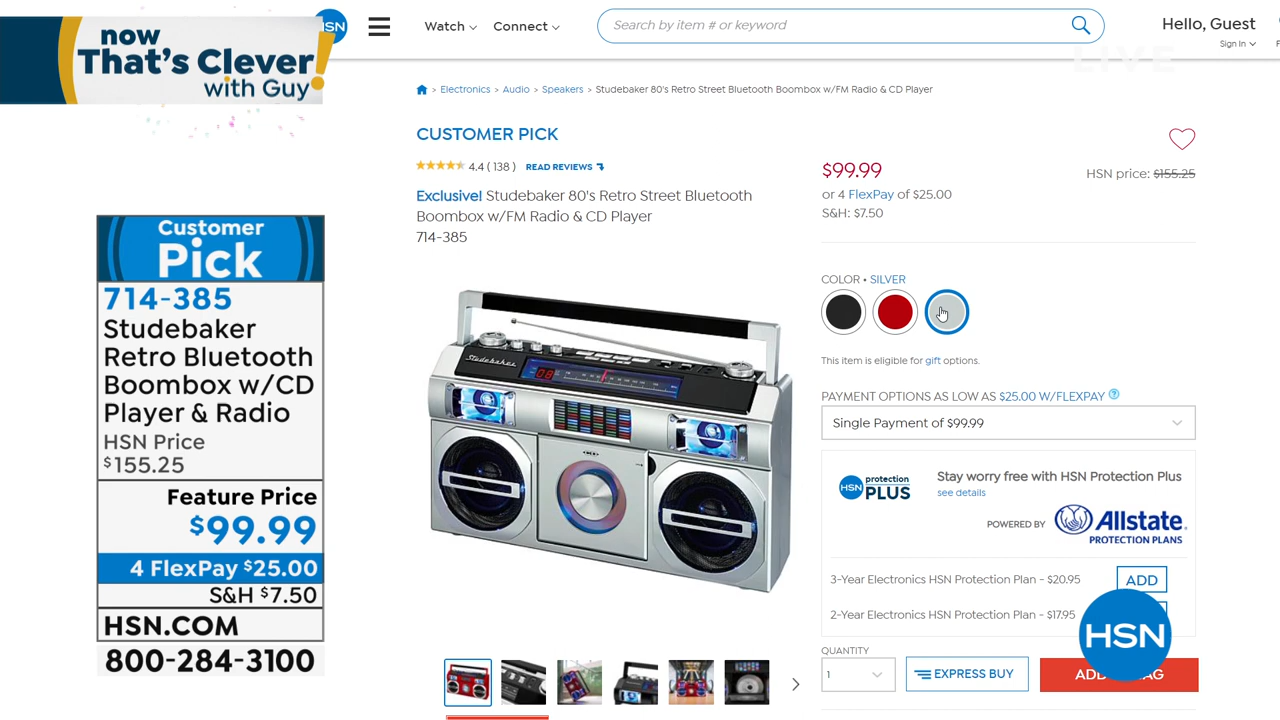 now
That's Clever!
with Guy
HSN
Watch
Connect
Search by item # or keyword
Hello, Guest
Sign In
LIVE
Electronics > Audio > Speakers > Studebaker 80's Retro Street Bluetooth Boombox w/FM Radio & CD Player
CUSTOMER PICK
4.4 ( 138 ) READ REVIEWS
Exclusive! Studebaker 80's Retro Street Bluetooth
Boombox w/FM Radio & CD Player
714-385
Studebaker
08
$99.99
HSN price: $155.25
or 4 FlexPay of $25.00
S&H: $7.50
COLOR • SILVER
This item is eligible for gift options.
PAYMENT OPTIONS AS LOW AS $25.00 W/FLEXPAY ?
Single Payment of $99.99
HSN protection
PLUS
Stay worry free with HSN Protection Plus
see details
POWERED BY
Allstate
PROTECTION PLANS
3-Year Electronics HSN Protection Plan - $20.95
ADD
2-Year Electronics HSN Protection Plan - $17.95
HSN
QUANTITY
1
EXPRESS BUY
Customer
Pick
714-385
Studebaker
Retro Bluetooth
Boombox w/CD
Player & Radio
HSN Price
$155.25
Feature Price
$99.99
4 FlexPay $25.00
S&H $7.50
HSN.COM
800-284-3100